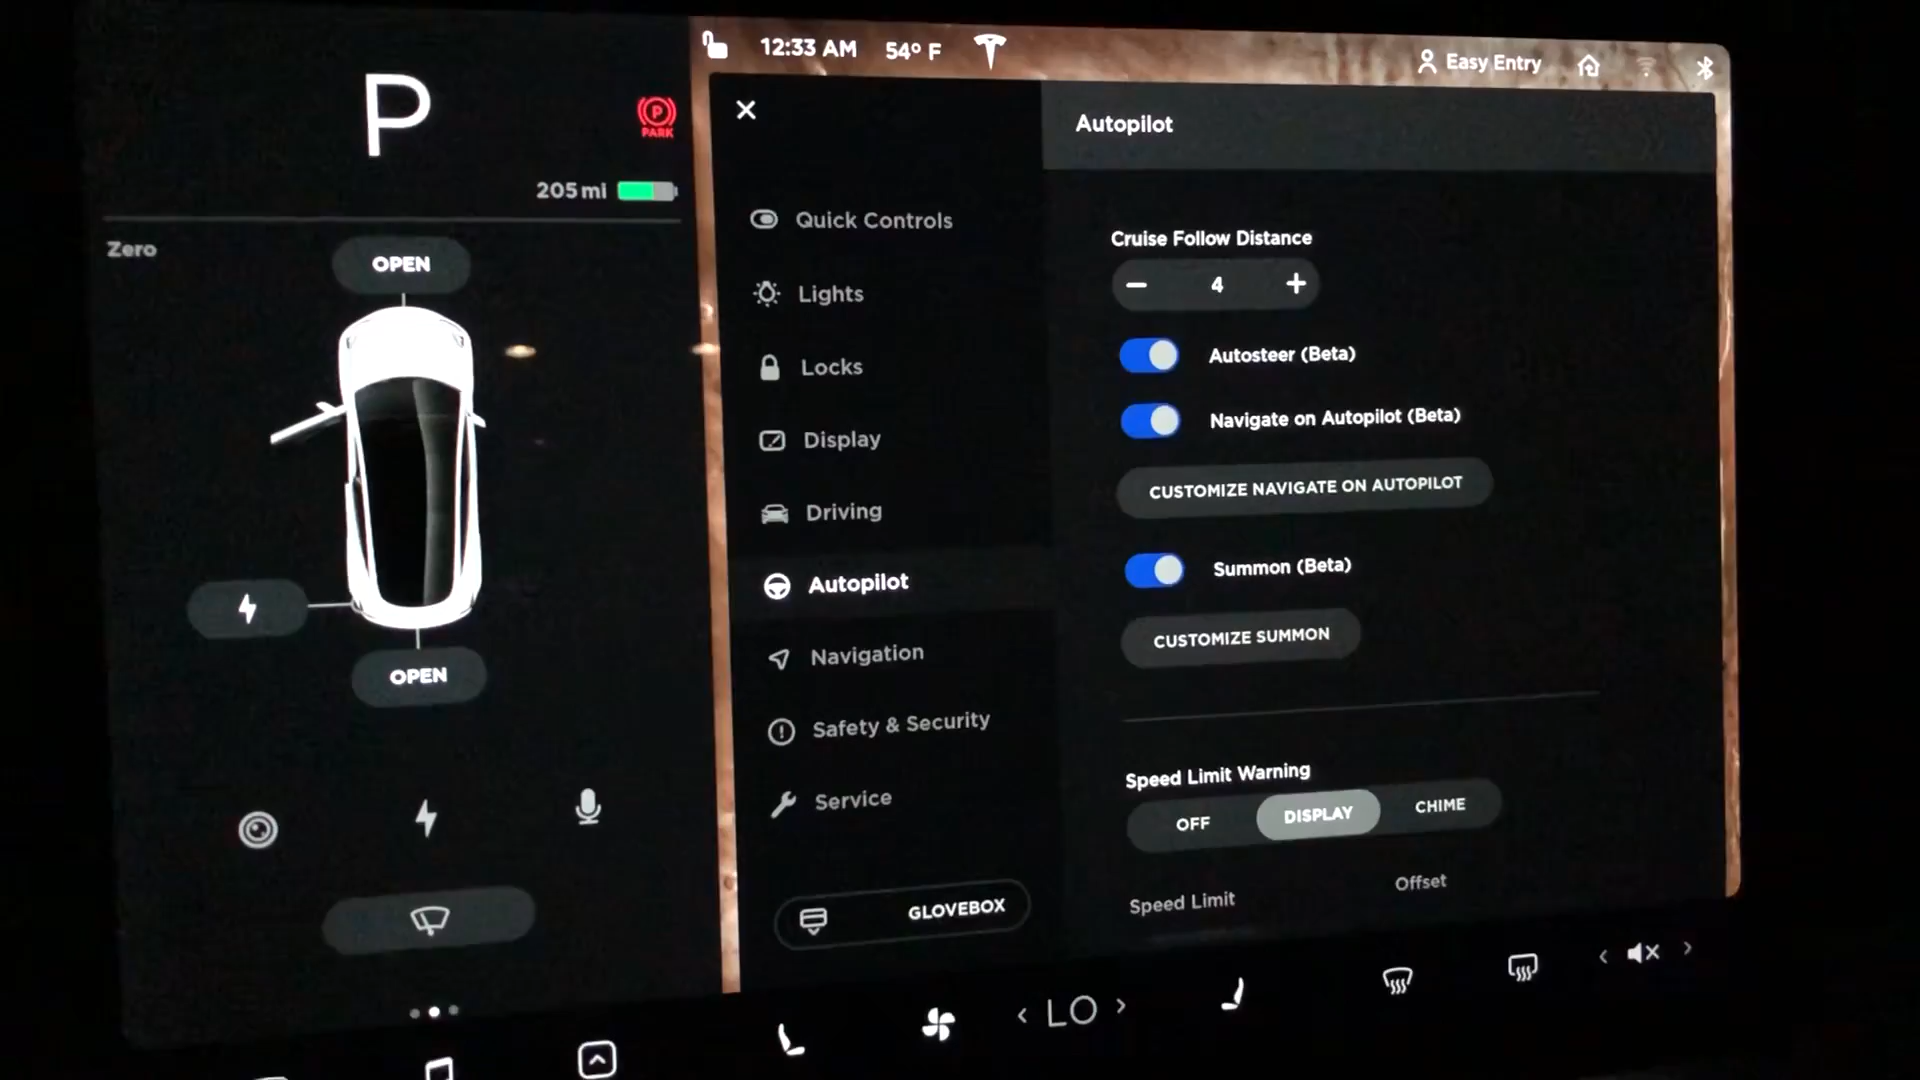 P
P
PARK
205 mi
Zero
OPEN
OPEN
12:33 AM 54° F
Easy Entry
Autopilot
Quick Controls
Lights
Locks
Display
Driving
Autopilot
Navigation
Safety & Security
Service
GLOVEBOX
Cruise Follow Distance
4
Autosteer (Beta)
Navigate on Autopilot (Beta)
CUSTOMIZE NAVIGATE ON AUTOPILOT
Summon (Beta)
CUSTOMIZE SUMMON
Speed Limit Warning
OFF DISPLAY CHIME
Speed Limit Offset
LO